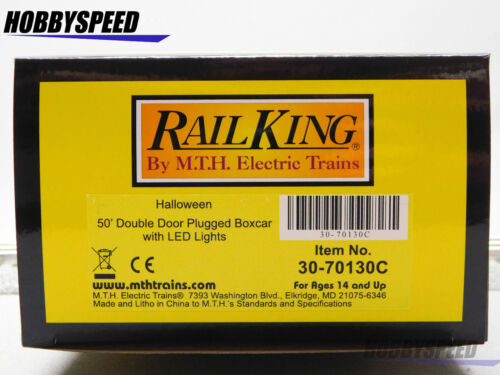 HOBBYSPEED
RAILKING®
By M.T.H. Electric Trains
Halloween
50' Double Door Plugged Boxcar
with LED Lights
30-70130C
Item No.
30-70130C
For Ages 14 and Up
CE
www.mthtrains.com
M.T.H. Electric Trains® 7393 Washington Blvd., Elkridge, MD 21075-6346
Made and Litho in China to M.T.H.'s Standards and Specifications
HOBBYSPEED